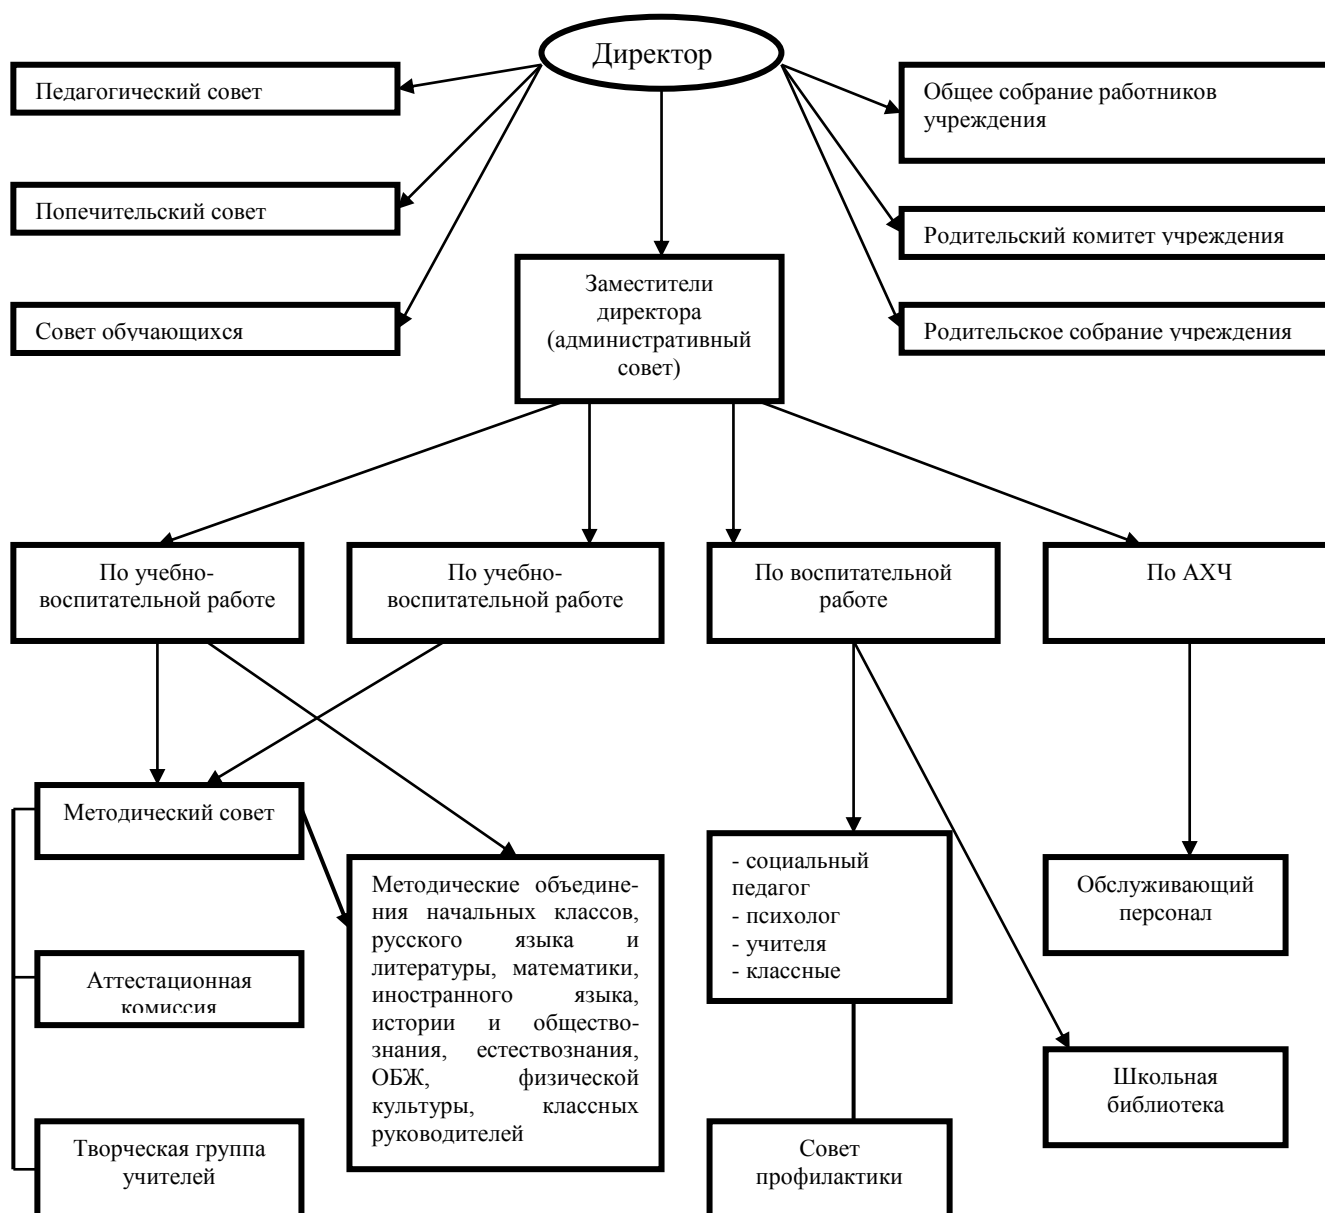 Директор
Педагогический совет
Общее собрание работников
учреждения
Попечительский совет
Родительский комитет учреждения
Совет обучающихся
Родительское собрание учреждения
Заместители
директора
(административный
совет)
По учебно-
воспитательной работе
По учебно-
воспитательной работе
По воспитательной
работе
По АХЧ
Методический совет
Аттестационная
комиссия
Творческая группа
учителей
Методические объедине-
ния начальных классов,
русского языка и
литературы, математики,
иностранного языка,
истории и общество-
знания, естествознания,
ОБЖ, физической
культуры, классных
руководителей
- социальный
педагог
- психолог
- учителя
- классные
Совет
профилактики
Обслуживающий
персонал
Школьная
библиотека